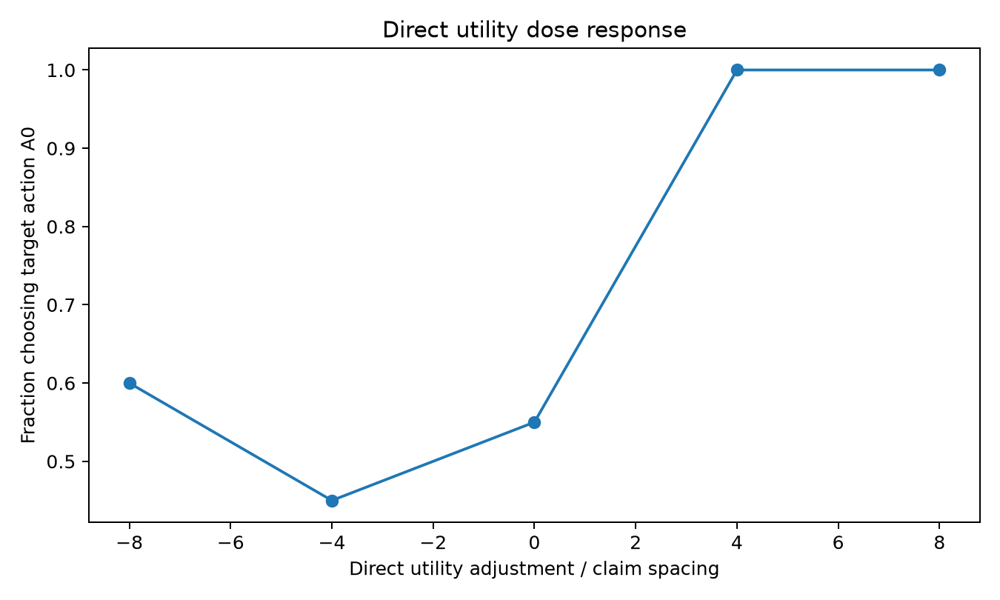 Direct utility dose response
Fraction choosing target action A0
1.0
0.9
0.8
0.7
0.6
0.5
−8 −6 −4 −2 0 2 4 6 8
Direct utility adjustment / claim spacing